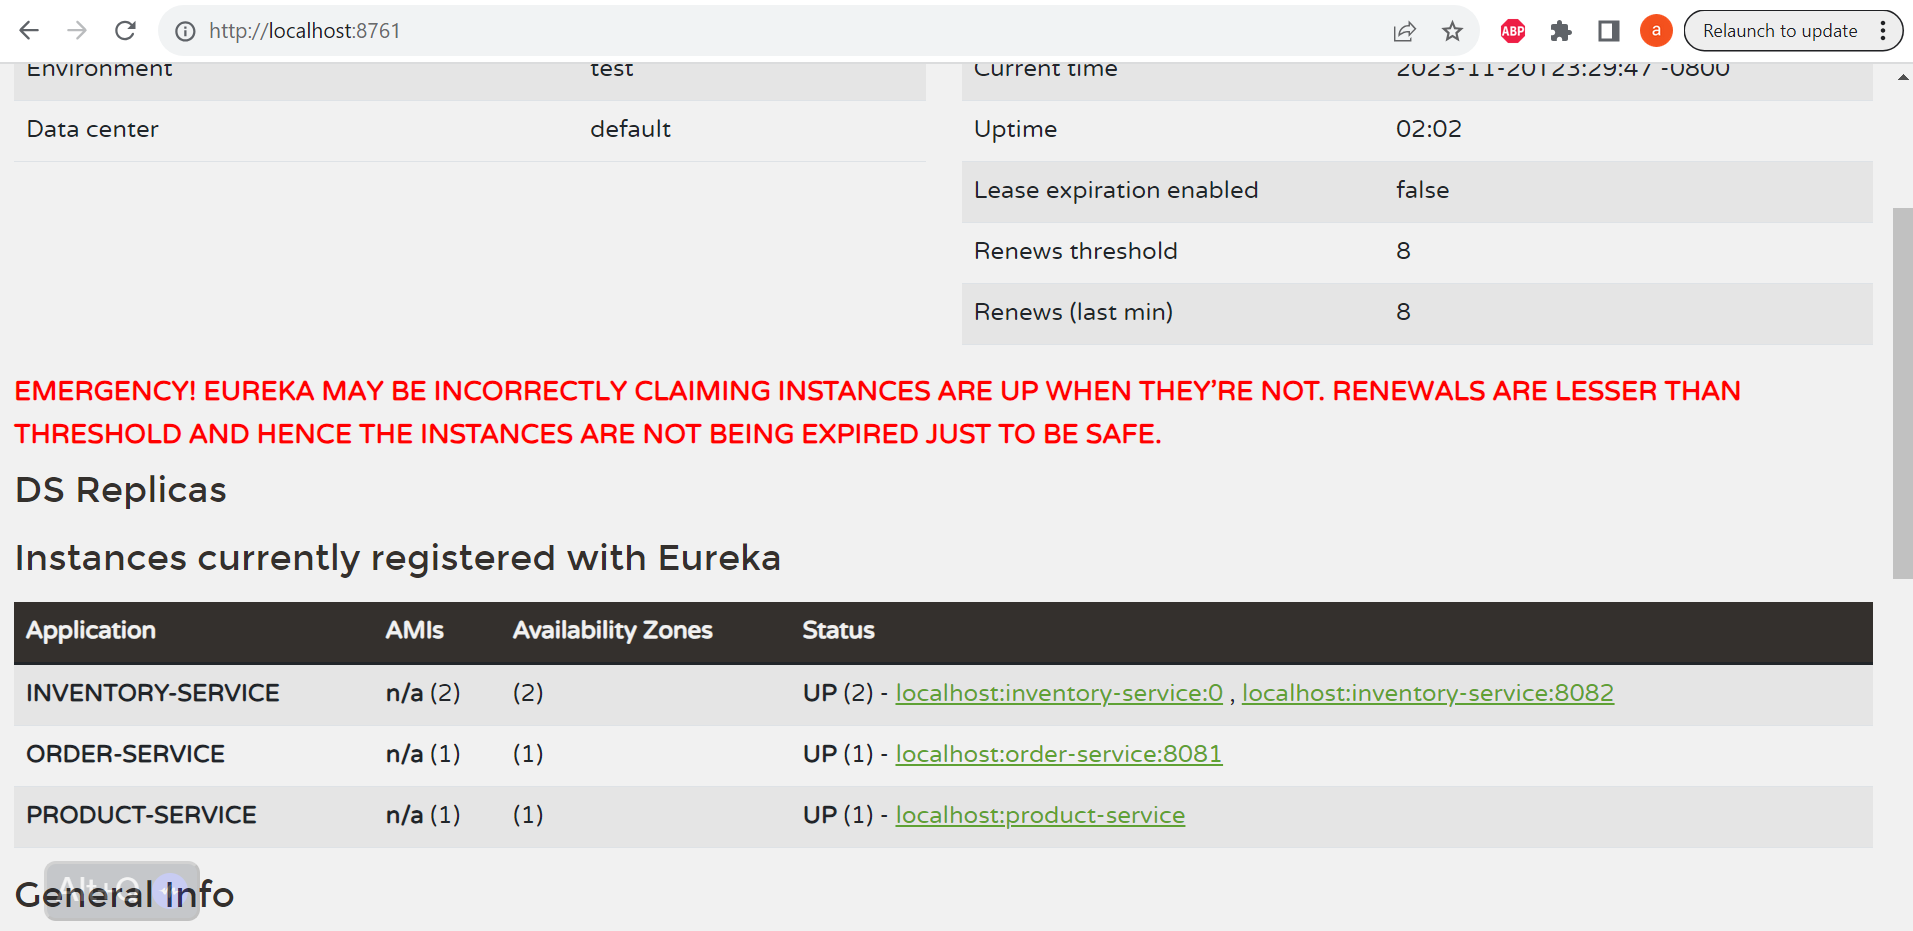 http://localhost:8761
ABP
a
Relaunch to update
Environment test
Current time 2023-11-20T23:29:47 -0800
Data center default
Uptime 02:02
Lease expiration enabled false
Renews threshold 8
Renews (last min) 8
EMERGENCY! EUREKA MAY BE INCORRECTLY CLAIMING INSTANCES ARE UP WHEN THEY’RE NOT. RENEWALS ARE LESSER THAN
THRESHOLD AND HENCE THE INSTANCES ARE NOT BEING EXPIRED JUST TO BE SAFE.
DS Replicas
Instances currently registered with Eureka
Application AMIs Availability Zones Status
INVENTORY-SERVICE n/a (2) (2) UP (2) - localhost:inventory-service:0 , localhost:inventory-service:8082
ORDER-SERVICE n/a (1) (1) UP (1) - localhost:order-service:8081
PRODUCT-SERVICE n/a (1) (1) UP (1) - localhost:product-service
General Info
Alt+Q